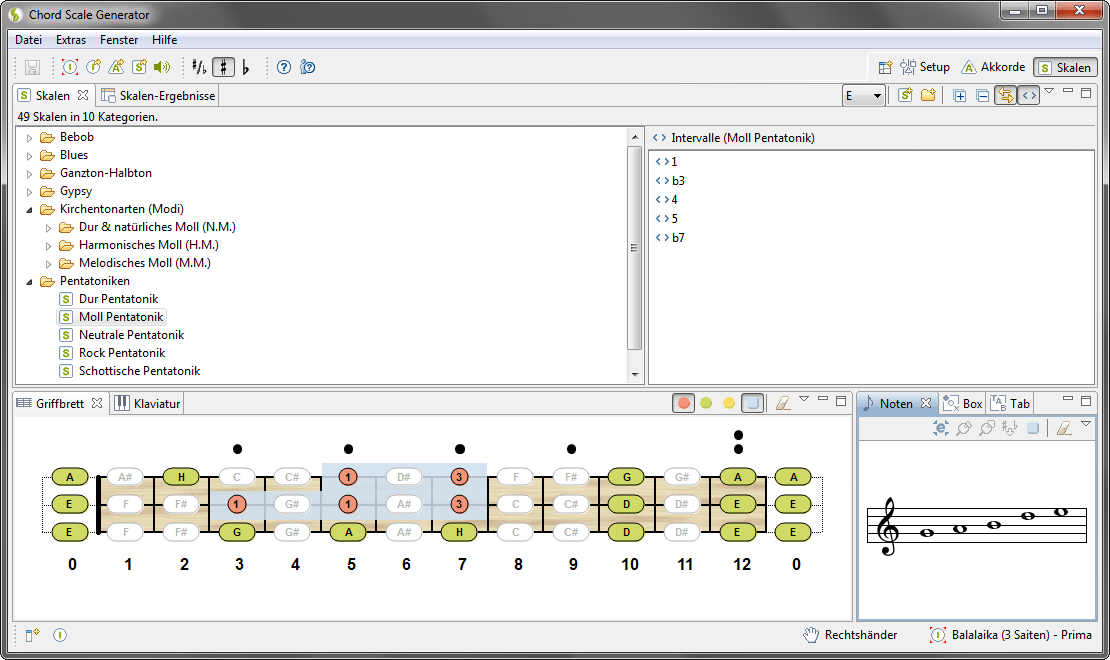 Chord Scale Generator
Datei Extras Fenster Hilfe
#/b # b Setup Akkorde S Skalen
S Skalen Skalen-Ergebnisse E
49 Skalen in 10 Kategorien.
Bebob
Blues
Ganzton-Halbton
Gypsy
Kirchentonarten (Modi)
Dur & natürliches Moll (N.M.)
Harmonisches Moll (H.M.)
Melodisches Moll (M.M.)
Pentatoniken
S Dur Pentatonik
S Moll Pentatonik
S Neutrale Pentatonik
S Rock Pentatonik
S Schottische Pentatonik
Intervalle (Moll Pentatonik)
1
b3
4
5
b7
Griffbrett Klaviatur
A A# H C C# 1 D# 3 F F# G G# A A
E F F# 1 G# 1 A# 3 C C# D D# E E
E F F# G G# A A# H C C# D D# E E
0 1 2 3 4 5 6 7 8 9 10 11 12 0
Noten Box TAB Tab
Rechtshänder Balalaika (3 Saiten) - Prima